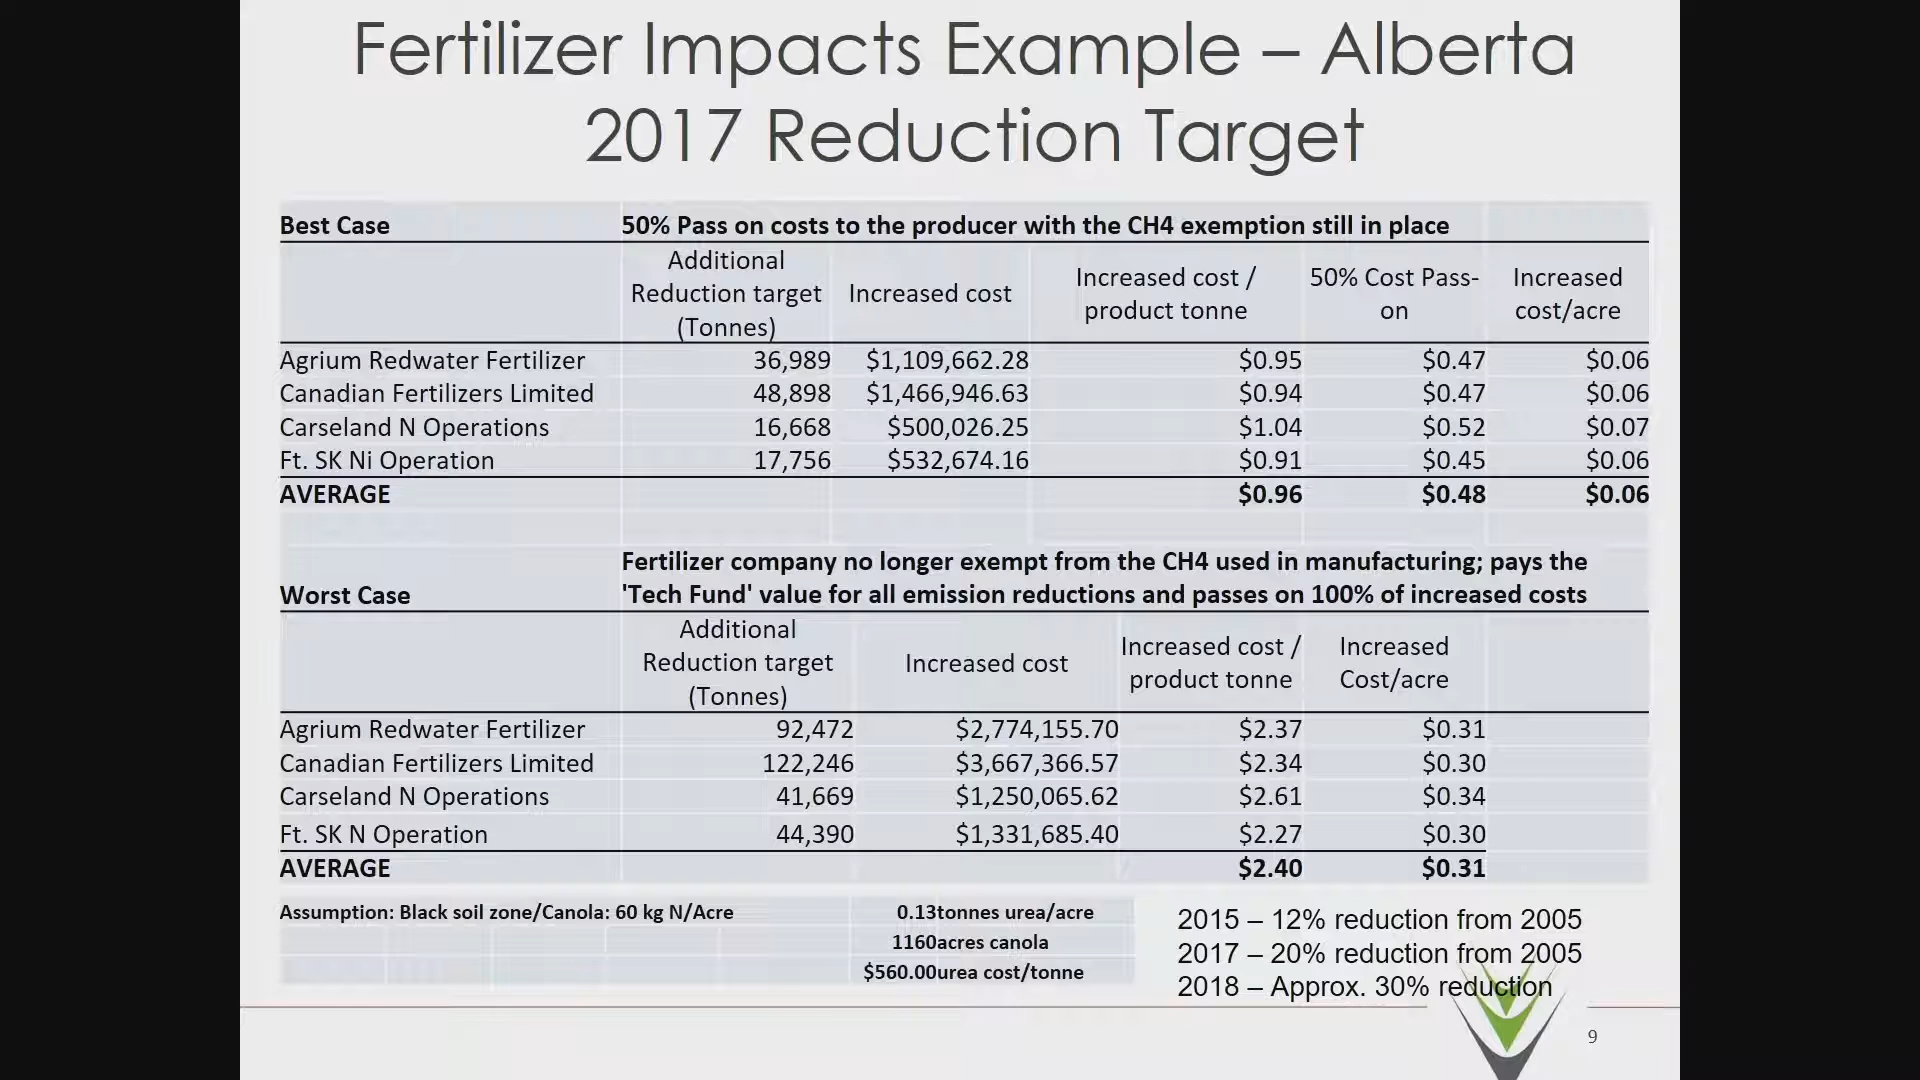 Fertilizer Impacts Example – Alberta
2017 Reduction Target
Best Case 50% Pass on costs to the producer with the CH4 exemption still in place
Additional Reduction target (Tonnes) Increased cost Increased cost / product tonne 50% Cost Pass-on Increased cost/acre
Agrium Redwater Fertilizer 36,989 $1,109,662.28 $0.95 $0.47 $0.06
Canadian Fertilizers Limited 48,898 $1,466,946.63 $0.94 $0.47 $0.06
Carseland N Operations 16,668 $500,026.25 $1.04 $0.52 $0.07
Ft. SK Ni Operation 17,756 $532,674.16 $0.91 $0.45 $0.06
AVERAGE $0.96 $0.48 $0.06
Fertilizer company no longer exempt from the CH4 used in manufacturing; pays the
Worst Case 'Tech Fund' value for all emission reductions and passes on 100% of increased costs
Additional Reduction target (Tonnes) Increased cost Increased cost / product tonne Increased Cost/acre
Agrium Redwater Fertilizer 92,472 $2,774,155.70 $2.37 $0.31
Canadian Fertilizers Limited 122,246 $3,667,366.57 $2.34 $0.30
Carseland N Operations 41,669 $1,250,065.62 $2.61 $0.34
Ft. SK N Operation 44,390 $1,331,685.40 $2.27 $0.30
AVERAGE $2.40 $0.31
Assumption: Black soil zone/Canola: 60 kg N/Acre 0.13tonnes urea/acre
1160acres canola
$560.00urea cost/tonne
2015 – 12% reduction from 2005
2017 – 20% reduction from 2005
2018 – Approx. 30% reduction
9